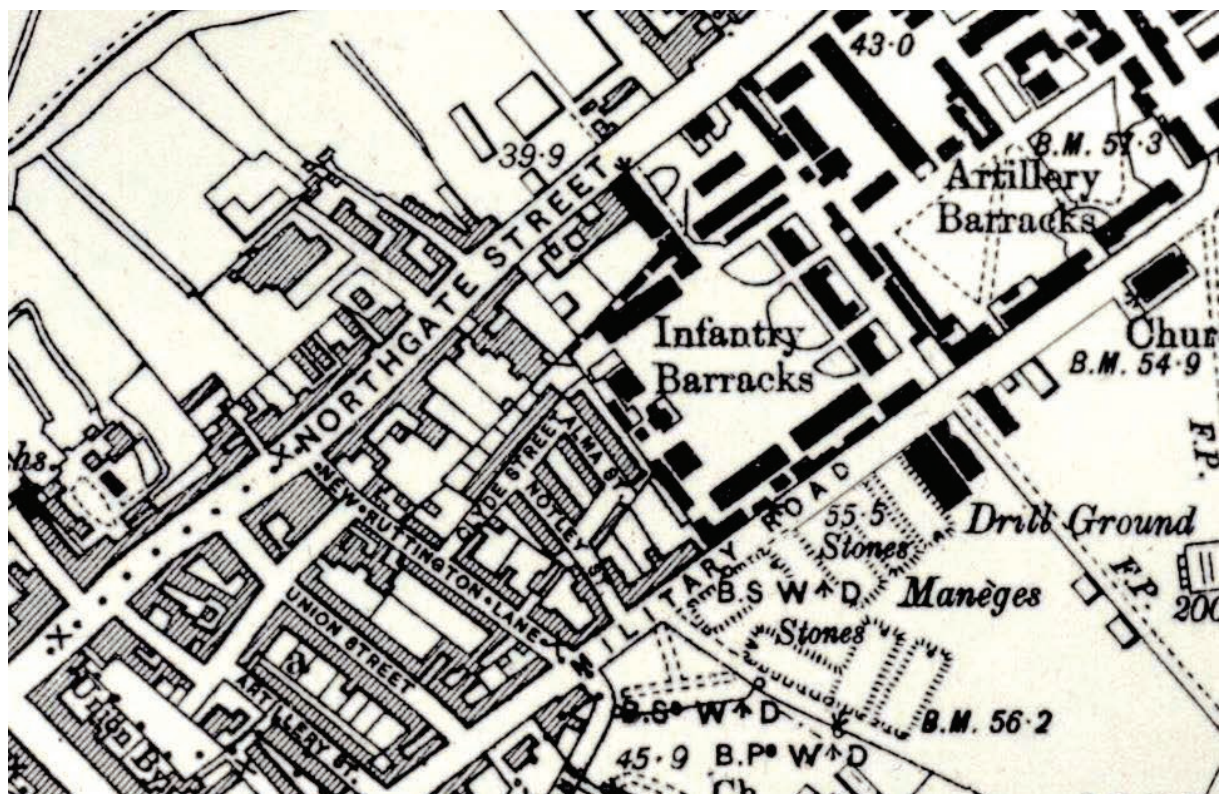 43·0
B.M. 57·3
Artillery
Barracks
39·9
NORTHGATE STREET
Infantry
Barracks
Chur
B.M. 54·9
F.P.
ALMA ST
CLYDE STREET
NOTLEY ST
hs.
NEW RUTTINGTON LANE
ROAD
TARY
55·5
Stones
Drill Ground
B.S W D
Manèges
F.P.
200
Stones
UNION STREET
ARTILLERY ST.
B.S W D
B.M. 56·2
45·9
B.P W D
Ch